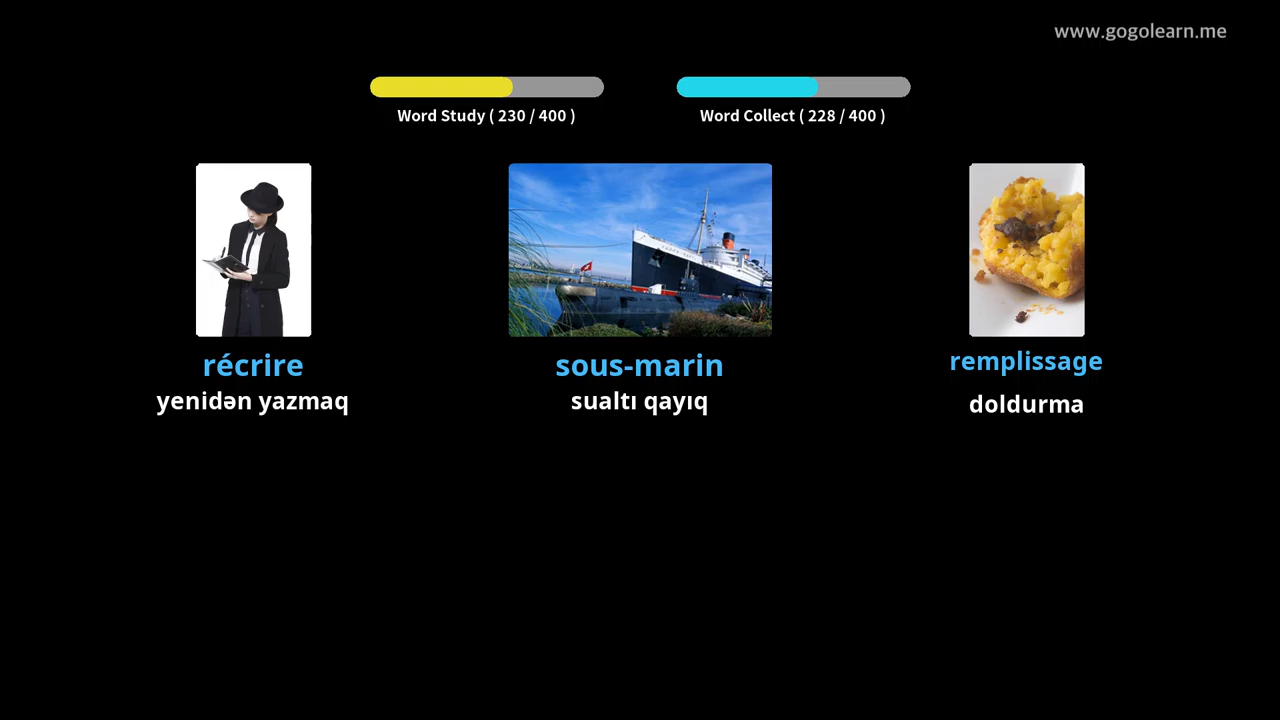 www.gogolearn.me
Word Study ( 230 / 400 )
Word Collect ( 228 / 400 )
récrire
sous-marin
remplissage
yenidən yazmaq
sualtı qayıq
doldurma